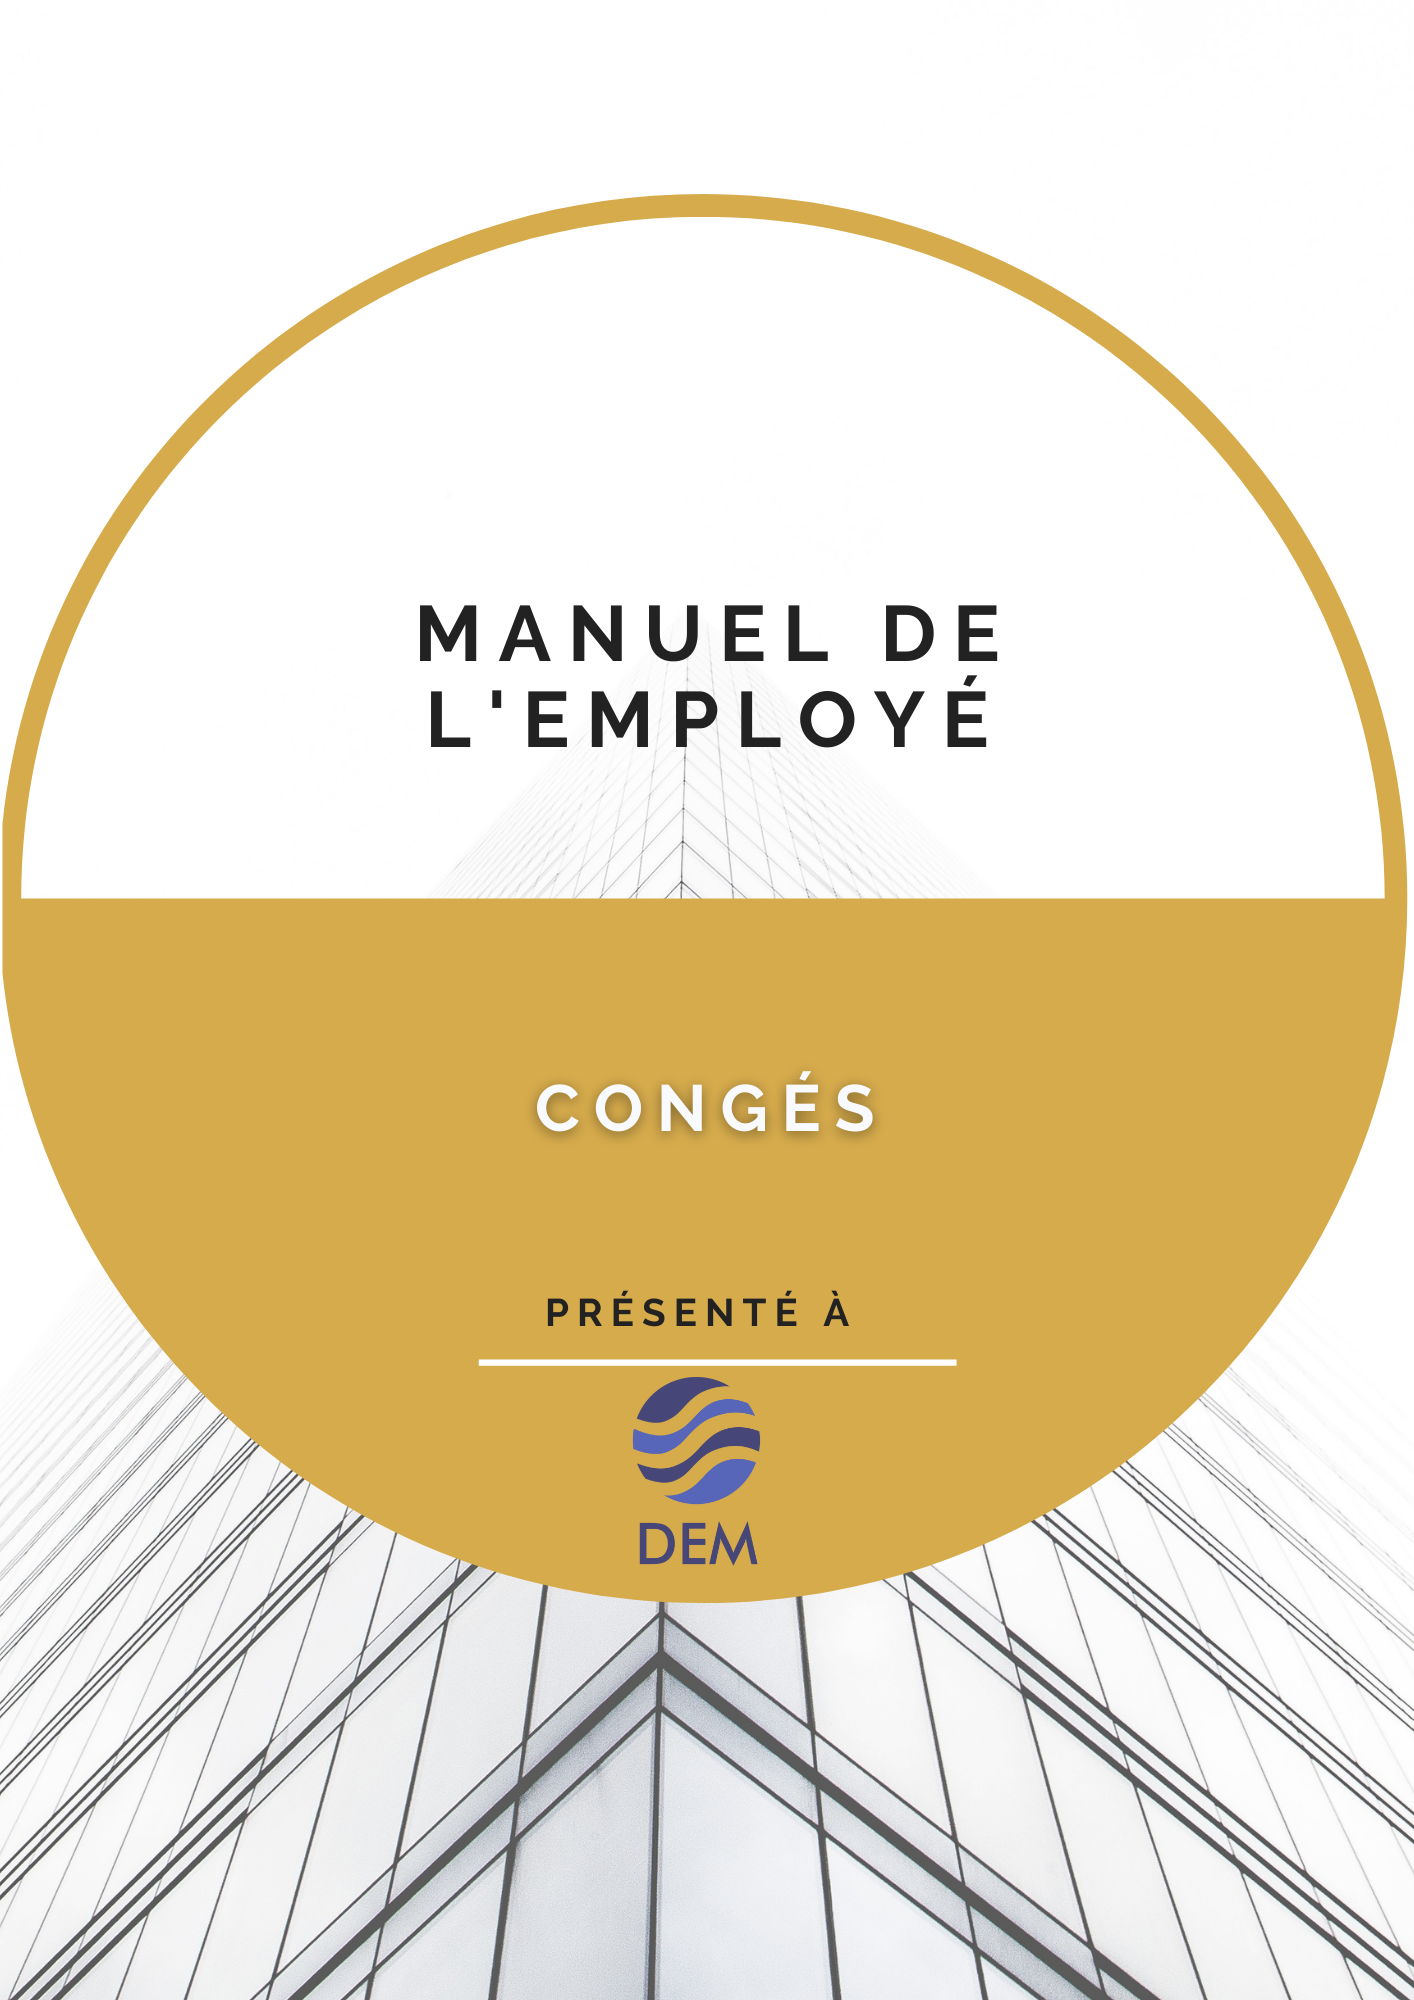 MANUEL DE
L'EMPLOYÉ
CONGÉS
PRÉSENTÉ À
DEM